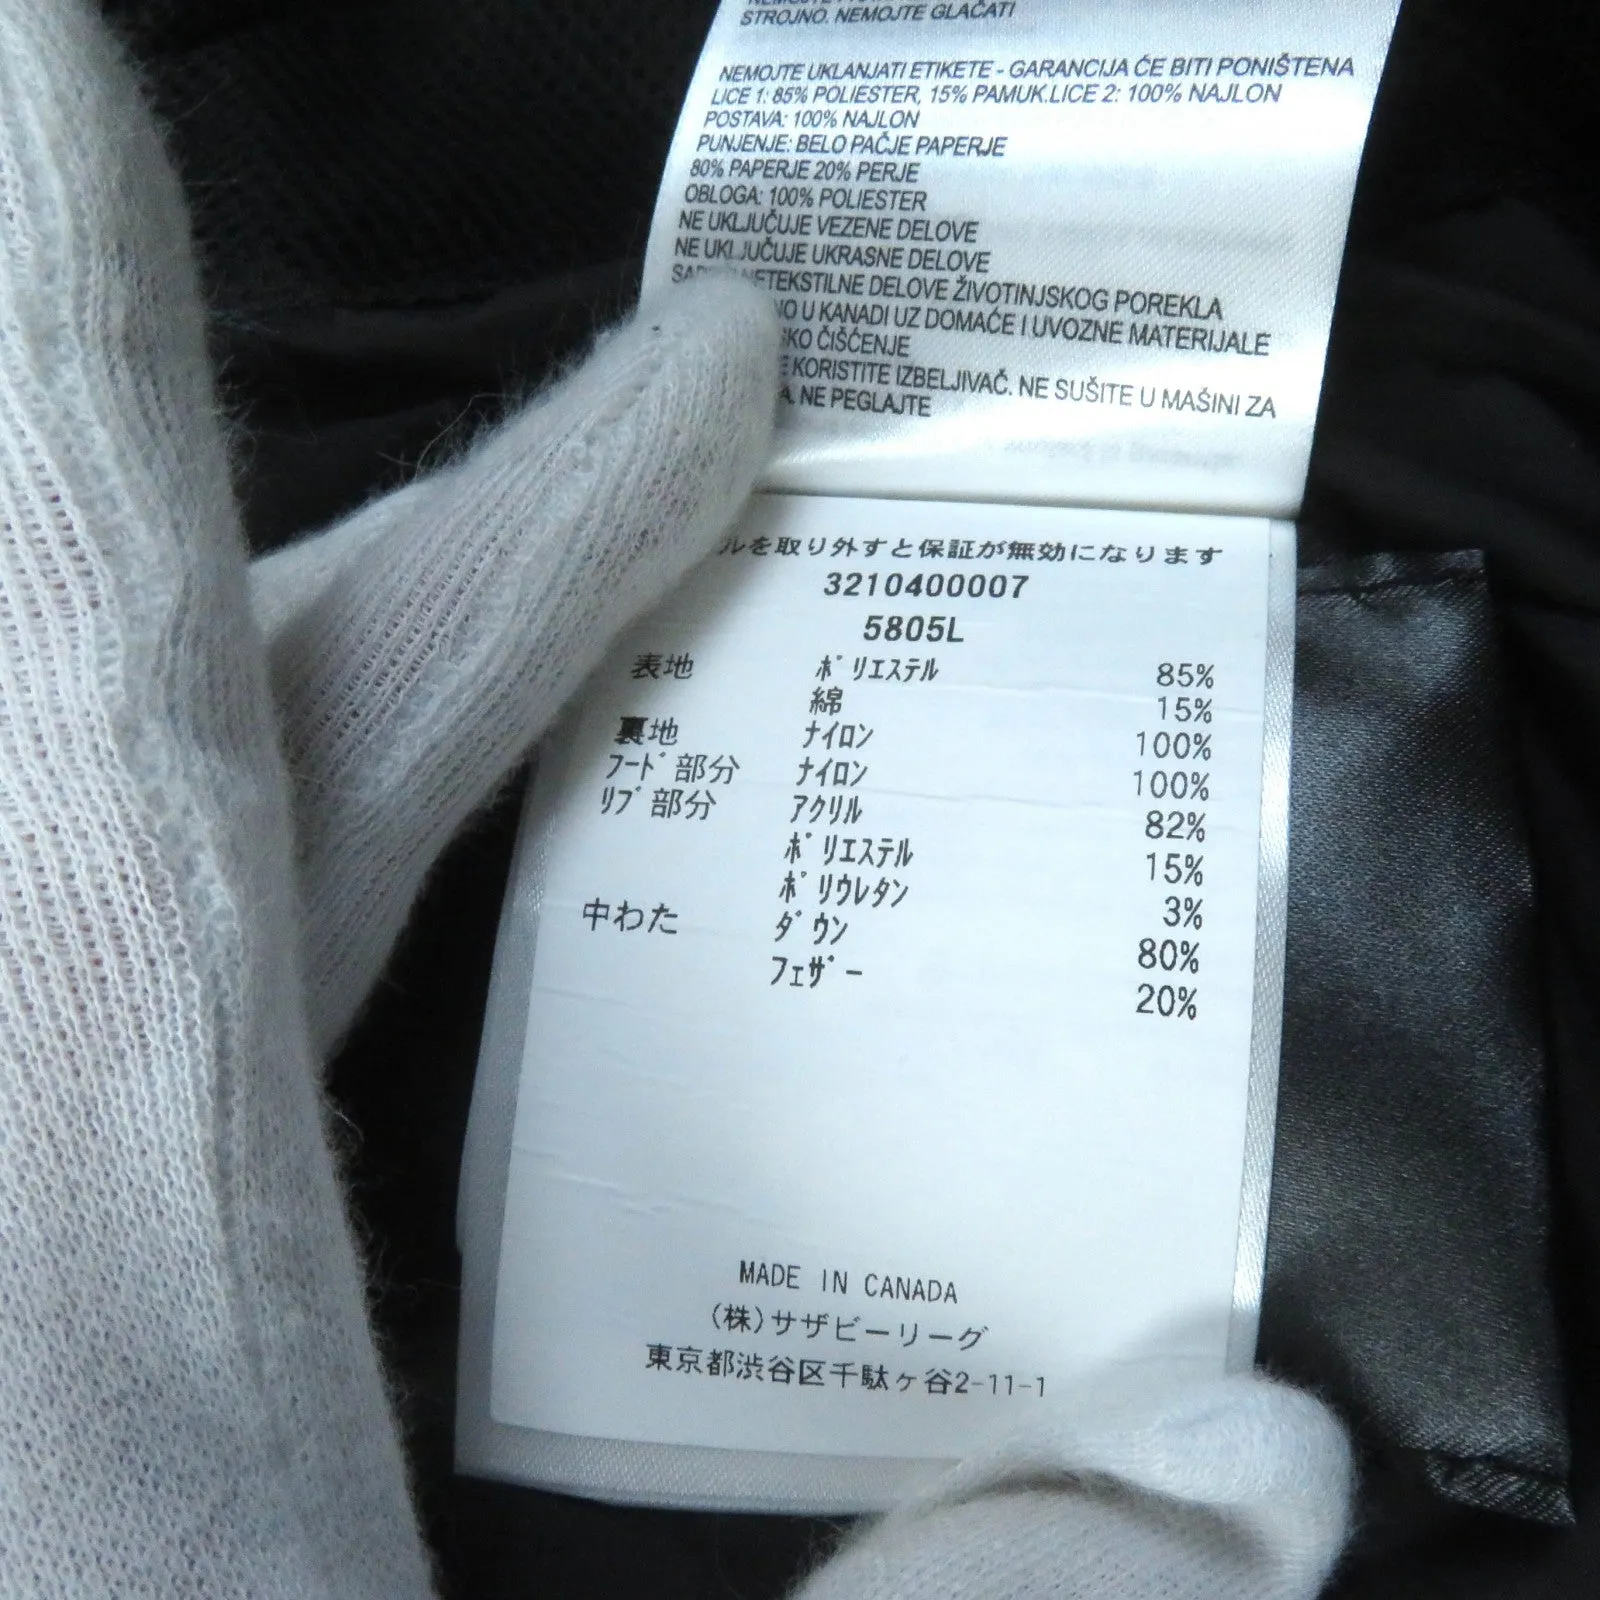 STROJNO. NEMOJTE GLAČATI
NEMOJTE UKLANJATI ETIKETE - GARANCIJA ĆE BITI PONIŠTENA
LICE 1: 85% POLIESTER, 15% PAMUK.LICE 2: 100% NAJLON
POSTAVA: 100% NAJLON
PUNJENJE: BELO PAČJE PAPERJE
80% PAPERJE 20% PERJE
OBLOGA: 100% POLIESTER
NE UKLJUČUJE VEZENE DELOVE
NE UKLJUČUJE UKRASNE DELOVE
NETEKSTILNE DELOVE ŽIVOTINJSKOG POREKLA
U KANADI UZ DOMAĆE I UVOZNE MATERIJALE
ČIŠĆENJE
KORISTITE IZBELJIVAČ. NE SUŠITE U MAŠINI ZA
NE PEGLAJTE
ルを取り外すと保証が無効になります
3210400007
5805L
表地 ポリエステル 85%
綿 15%
裏地 ナイロン 100%
フード部分 ナイロン 100%
リブ部分 アクリル 82%
ポリエステル 15%
ポリウレタン 3%
中わた ダウン 80%
フェザー 20%
MADE IN CANADA
(株)サザビーリーグ
東京都渋谷区千駄ヶ谷2-11-1